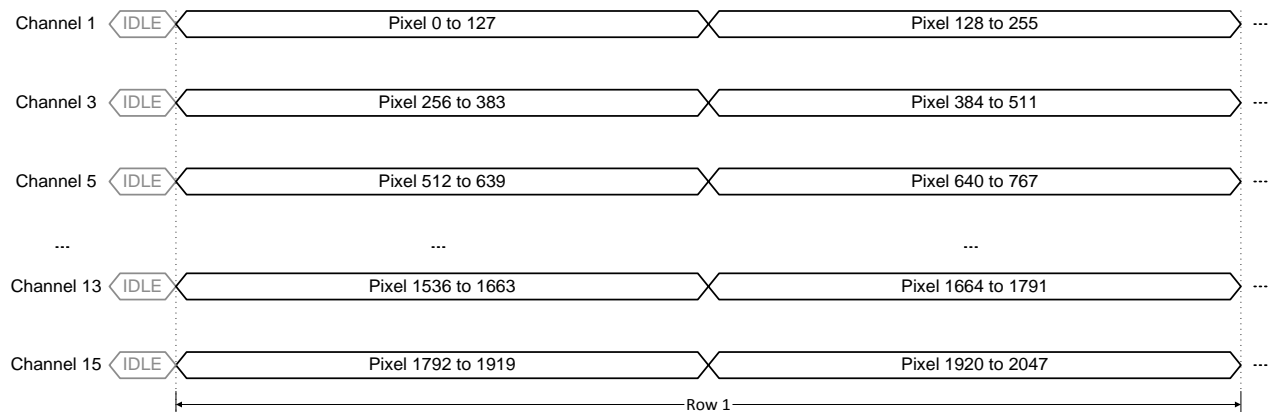 Channel 1 IDLE Pixel 0 to 127 Pixel 128 to 255 ---
Channel 3 IDLE Pixel 256 to 383 Pixel 384 to 511 ---
Channel 5 IDLE Pixel 512 to 639 Pixel 640 to 767 ---
--- --- ---
Channel 13 IDLE Pixel 1536 to 1663 Pixel 1664 to 1791 ---
Channel 15 IDLE Pixel 1792 to 1919 Pixel 1920 to 2047 ---
Row 1